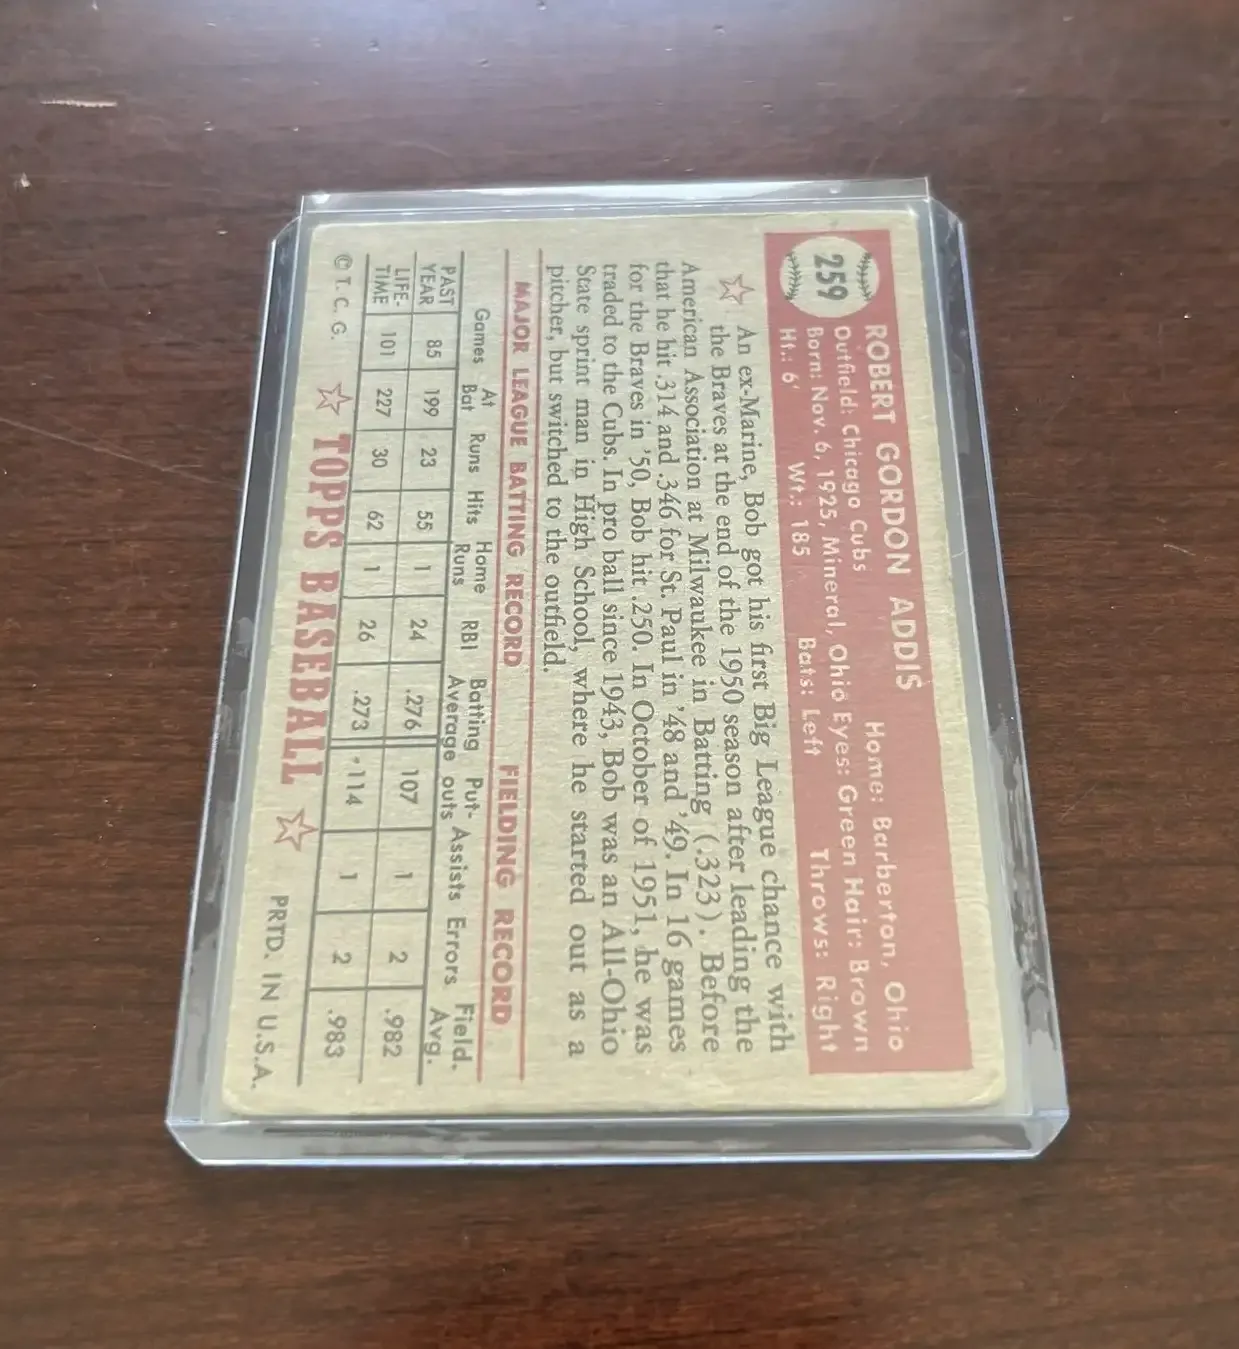 259
ROBERT GORDON ADDIS Home: Barberton, Ohio
Outfield: Chicago Cubs
Born: Nov. 6, 1925, Mineral, Ohio Eyes: Green Hair: Brown
Ht.: 6' Wt.: 185 Bats: Left Throws: Right
An ex-Marine, Bob got his first Big League chance with
the Braves at the end of the 1950 season after leading the
American Association at Milwaukee in Batting (.323). Before
that he hit .314 and .346 for St. Paul in '48 and '49. In 16 games
for the Braves in '50, Bob hit .250. In October of 1951, he was
traded to the Cubs. In pro ball since 1943, Bob was an All-Ohio
State sprint man in High School, where he started out as a
pitcher, but switched to the outfield.
MAJOR LEAGUE BATTING RECORD FIELDING RECORD
Games At Bat Runs Hits Home Runs RBI Batting Average Put-outs Assists Errors Field. Avg.
PAST YEAR 85 199 23 55 1 24 .276 107 1 2 .982
LIFE-TIME 101 227 30 62 1 26 .273 114 1 2 .983
© T. C. G. TOPPS BASEBALL PRTD. IN U.S.A.